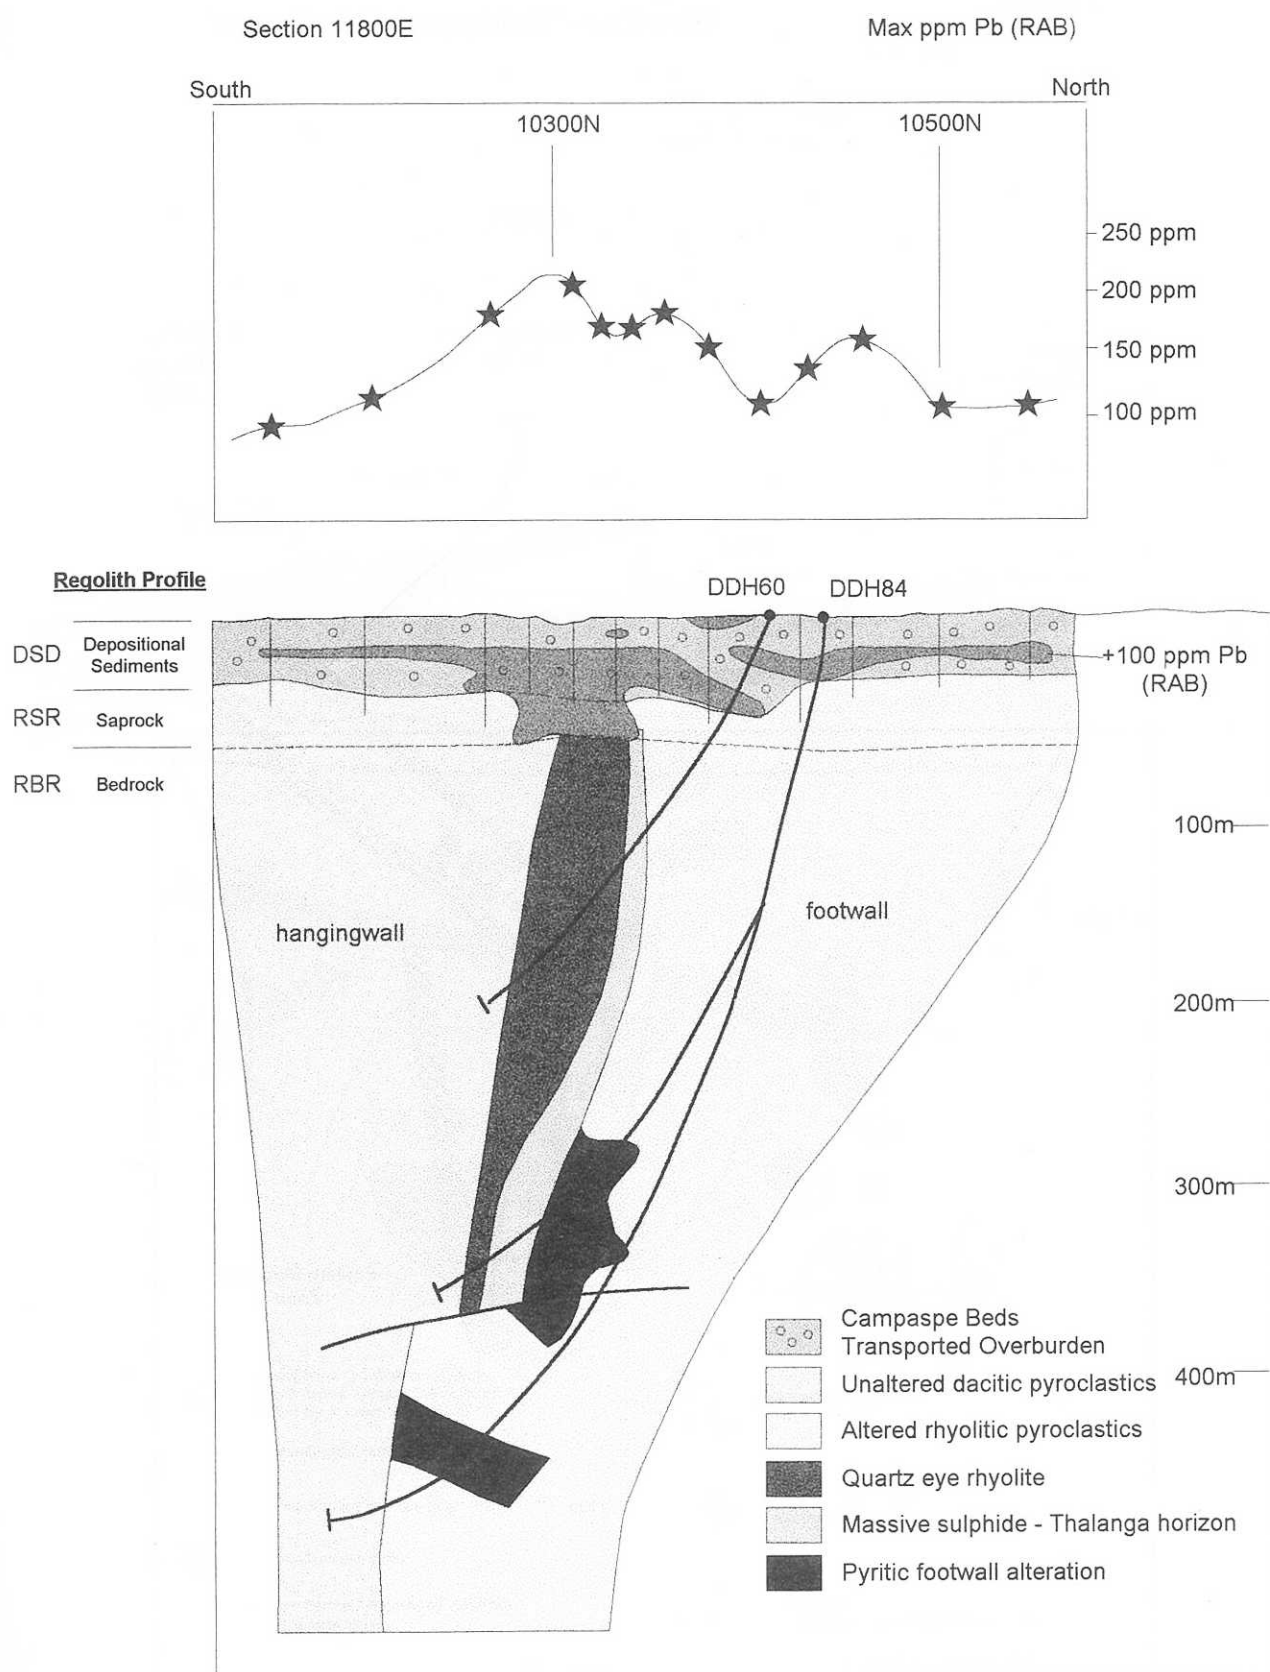 Section 11800E
Max ppm Pb (RAB)
South
North
10300N
10500N
250 ppm
200 ppm
150 ppm
100 ppm
Regolith Profile
DDH60
DDH84
DSD
Depositional
Sediments
+100 ppm Pb
(RAB)
RSR
Saprock
RBR
Bedrock
100m
hangingwall
footwall
200m
300m
400m
Campaspe Beds
Transported Overburden
Unaltered dacitic pyroclastics
Altered rhyolitic pyroclastics
Quartz eye rhyolite
Massive sulphide - Thalanga horizon
Pyritic footwall alteration